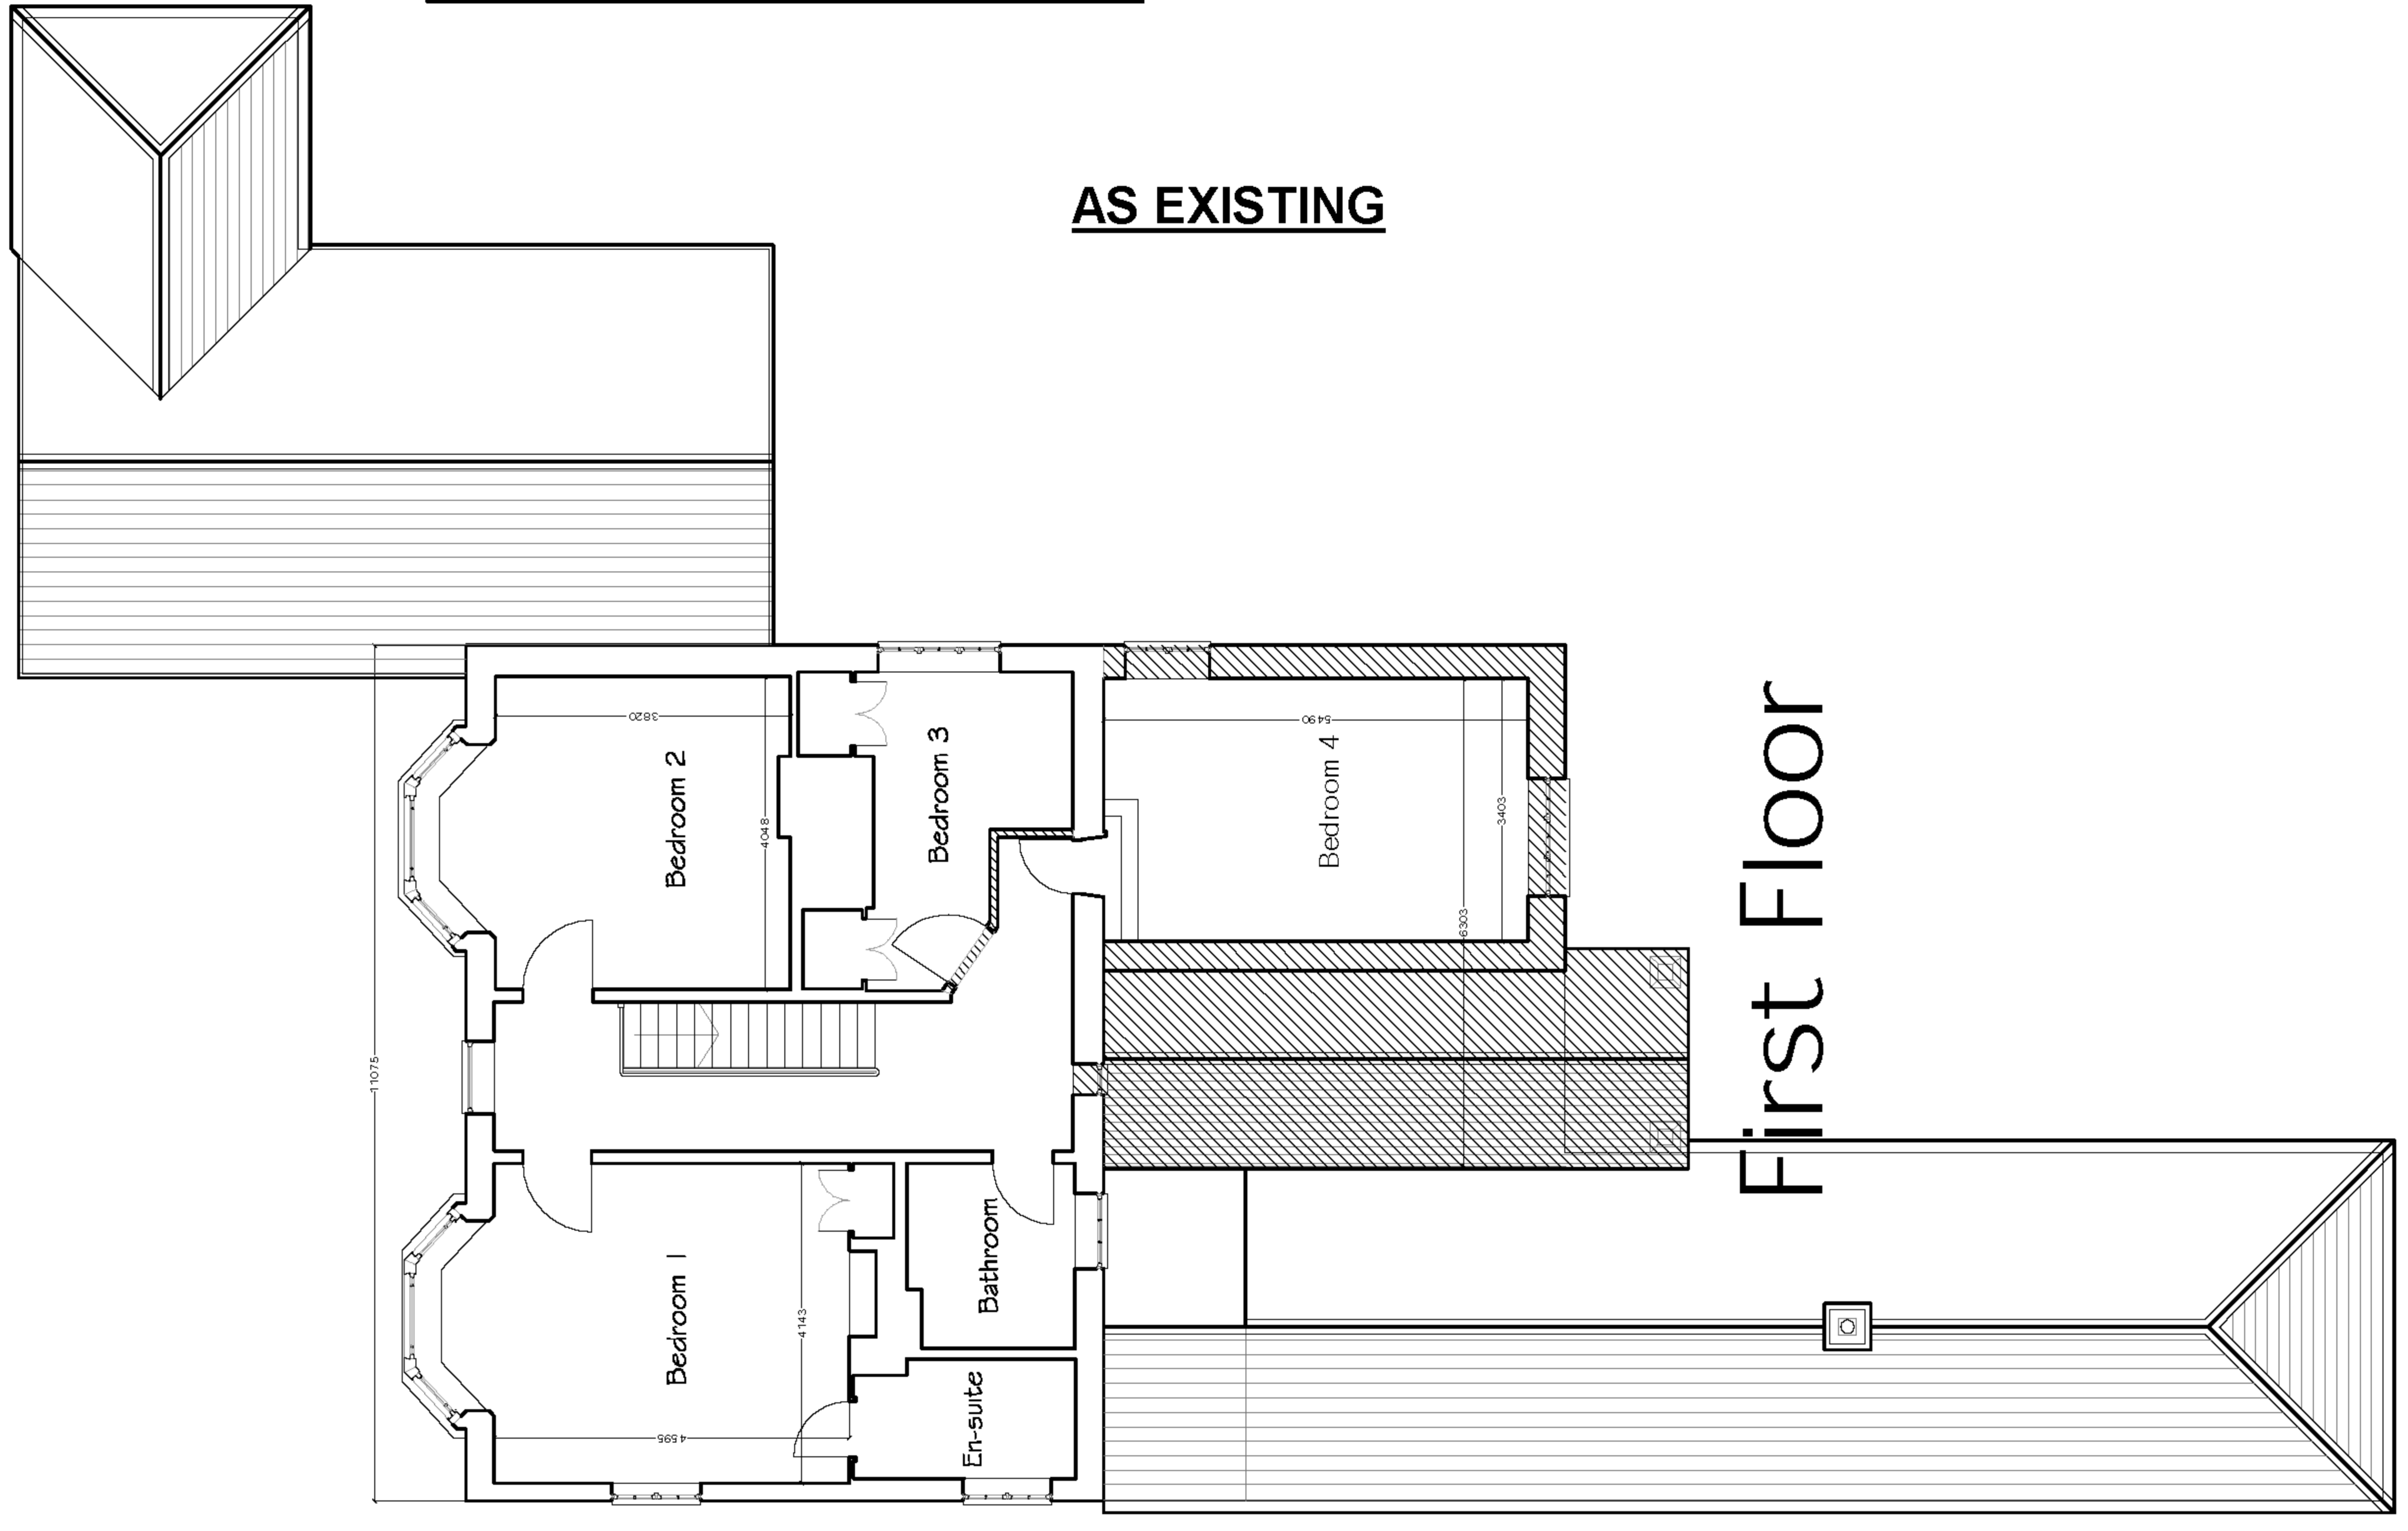 AS EXISTING
3820
Bedroom 2
4048
Bedroom 3
5490
Bedroom 4
3403
6303
First Floor
11075
Bedroom 1
4143
4595
Bathroom
En-suite